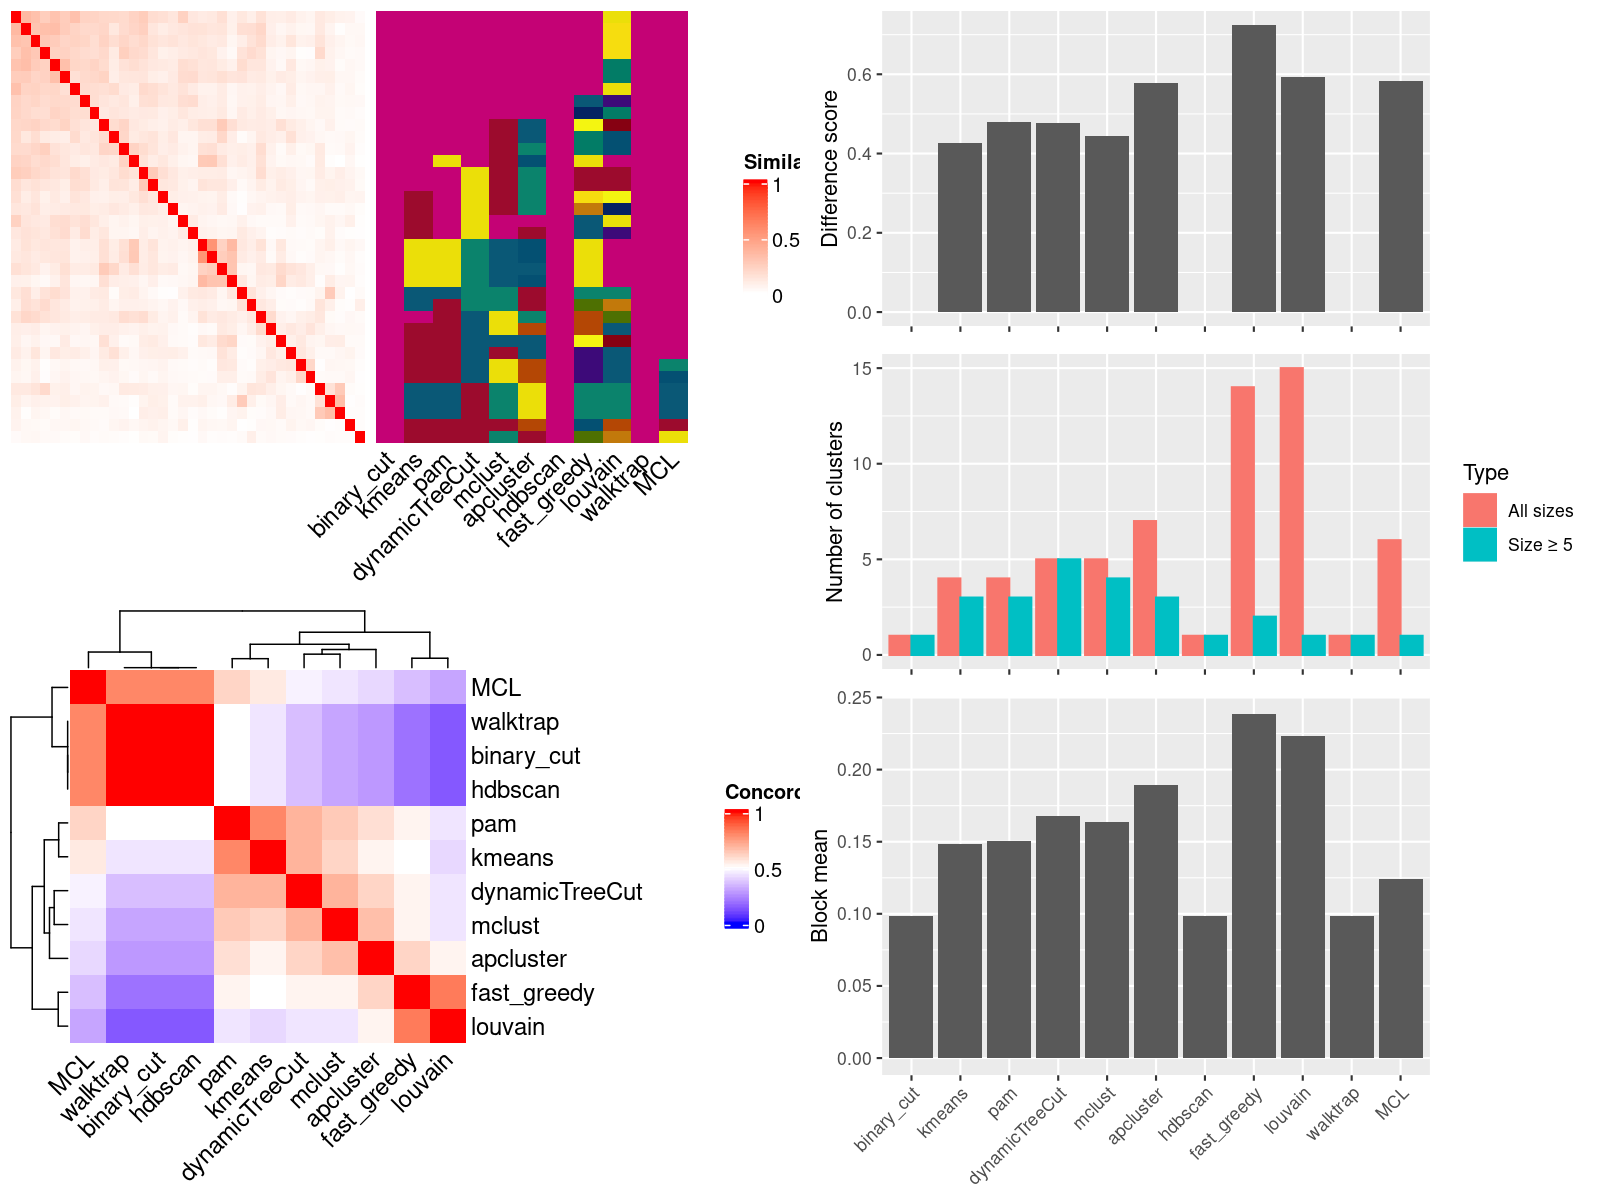 Simila
1
0.5
0
binary_cut
kmeans
pam
dynamicTreeCut
mclust
apcluster
hdbscan
fast_greedy
louvain
walktrap
MCL
MCL
walktrap
binary_cut
hdbscan
pam
kmeans
dynamicTreeCut
mclust
apcluster
fast_greedy
louvain
MCL
walktrap
binary_cut
hdbscan
pam
kmeans
dynamicTreeCut
mclust
apcluster
fast_greedy
louvain
Concord
1
0.5
0
Difference score
0.6
0.4
0.2
0.0
Number of clusters
15
10
5
0
Type
All sizes
Size ≥ 5
Block mean
0.25
0.20
0.15
0.10
0.05
0.00
binary_cut
kmeans
pam
dynamicTreeCut
mclust
apcluster
hdbscan
fast_greedy
louvain
walktrap
MCL